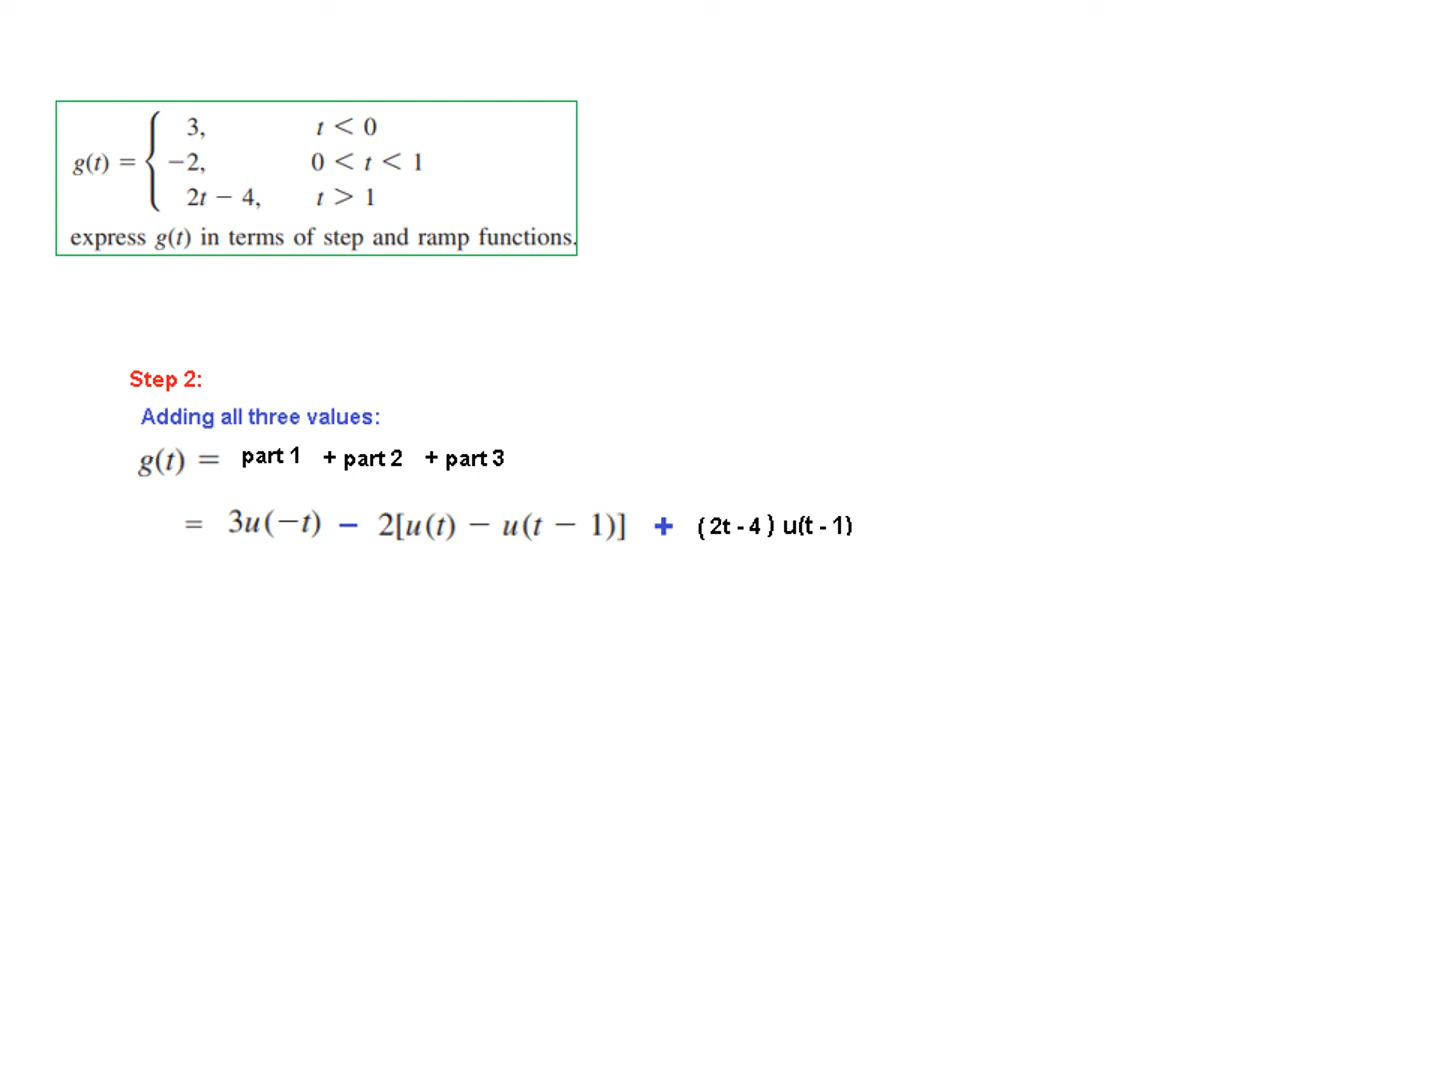 3, t < 0
g(t) = { −2, 0 < t < 1
2t − 4, t > 1
express g(t) in terms of step and ramp functions.
Step 2:
Adding all three values:
g(t) = part 1 + part 2 + part 3
= 3u(−t) − 2[u(t) − u(t − 1)] + ( 2t - 4 ) u(t - 1)